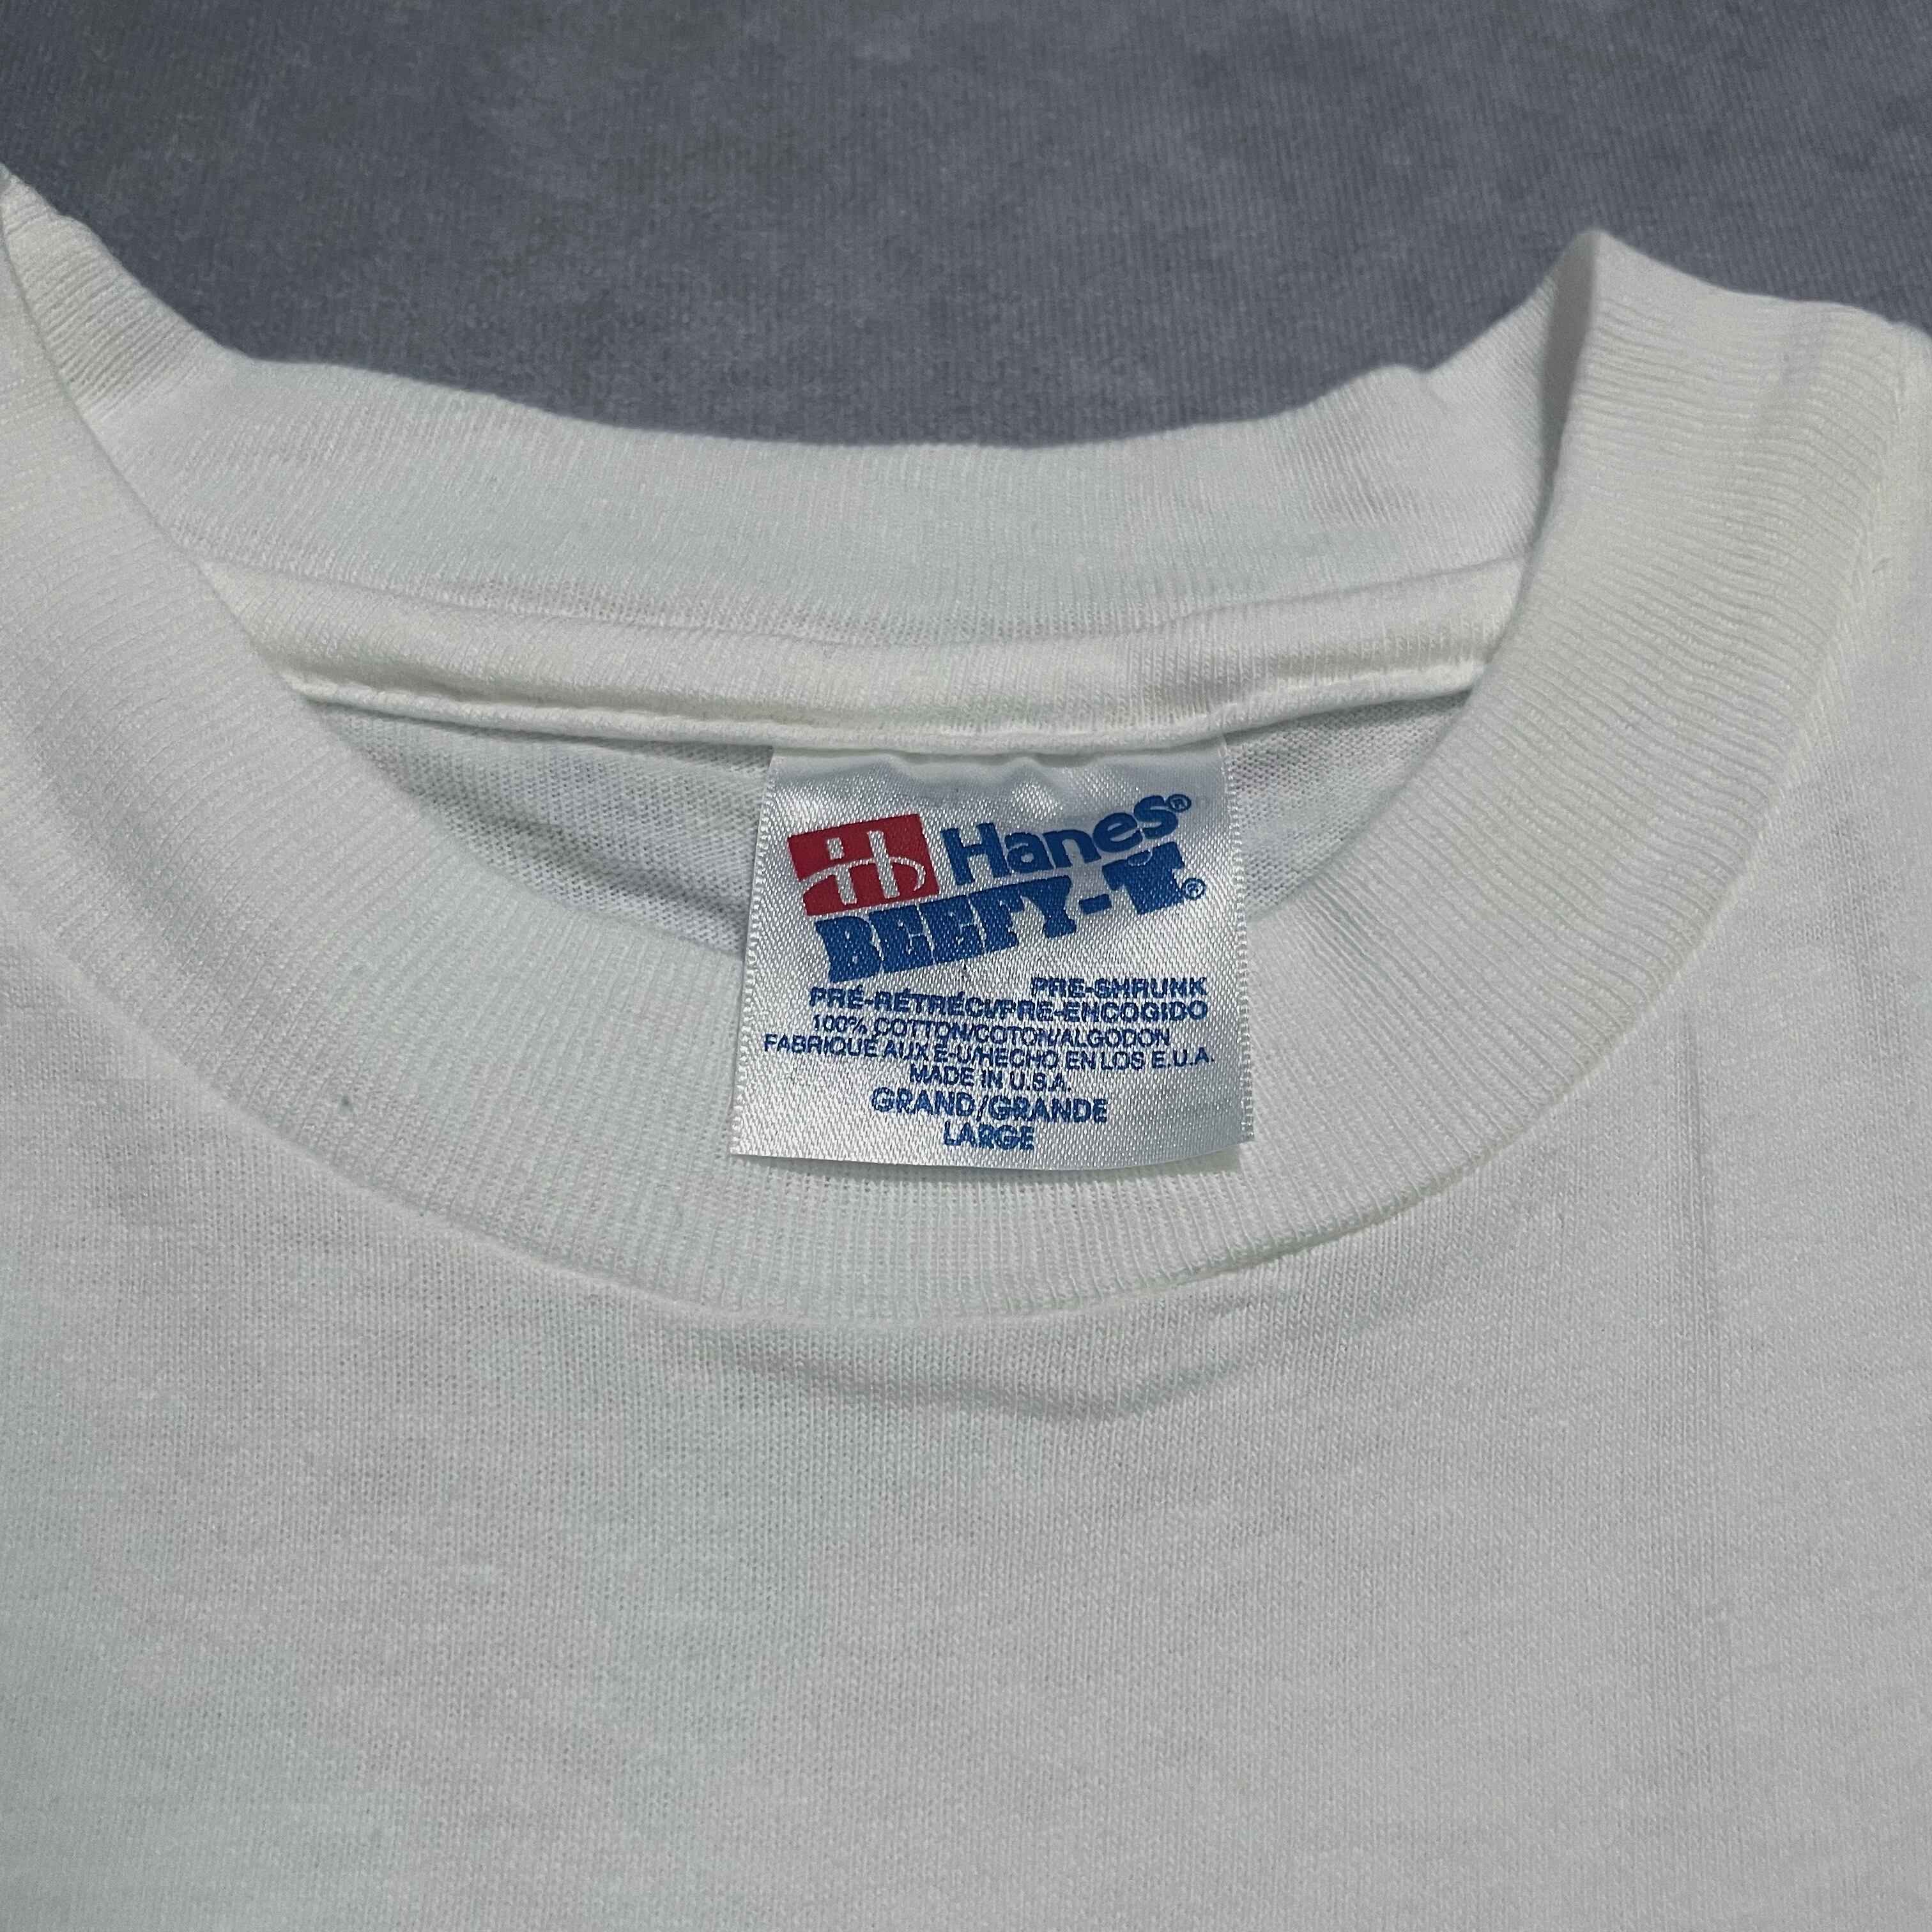 Hanes®
BEEFY-T®
PRE-SHRUNK
PRÉ-RÉTRÉCI/PRE-ENCOGIDO
100% COTTON/COTON/ALGODON
FABRIQUÉ AUX É-U/HECHO EN LOS E.U.A.
MADE IN U.S.A.
GRAND/GRANDE
LARGE